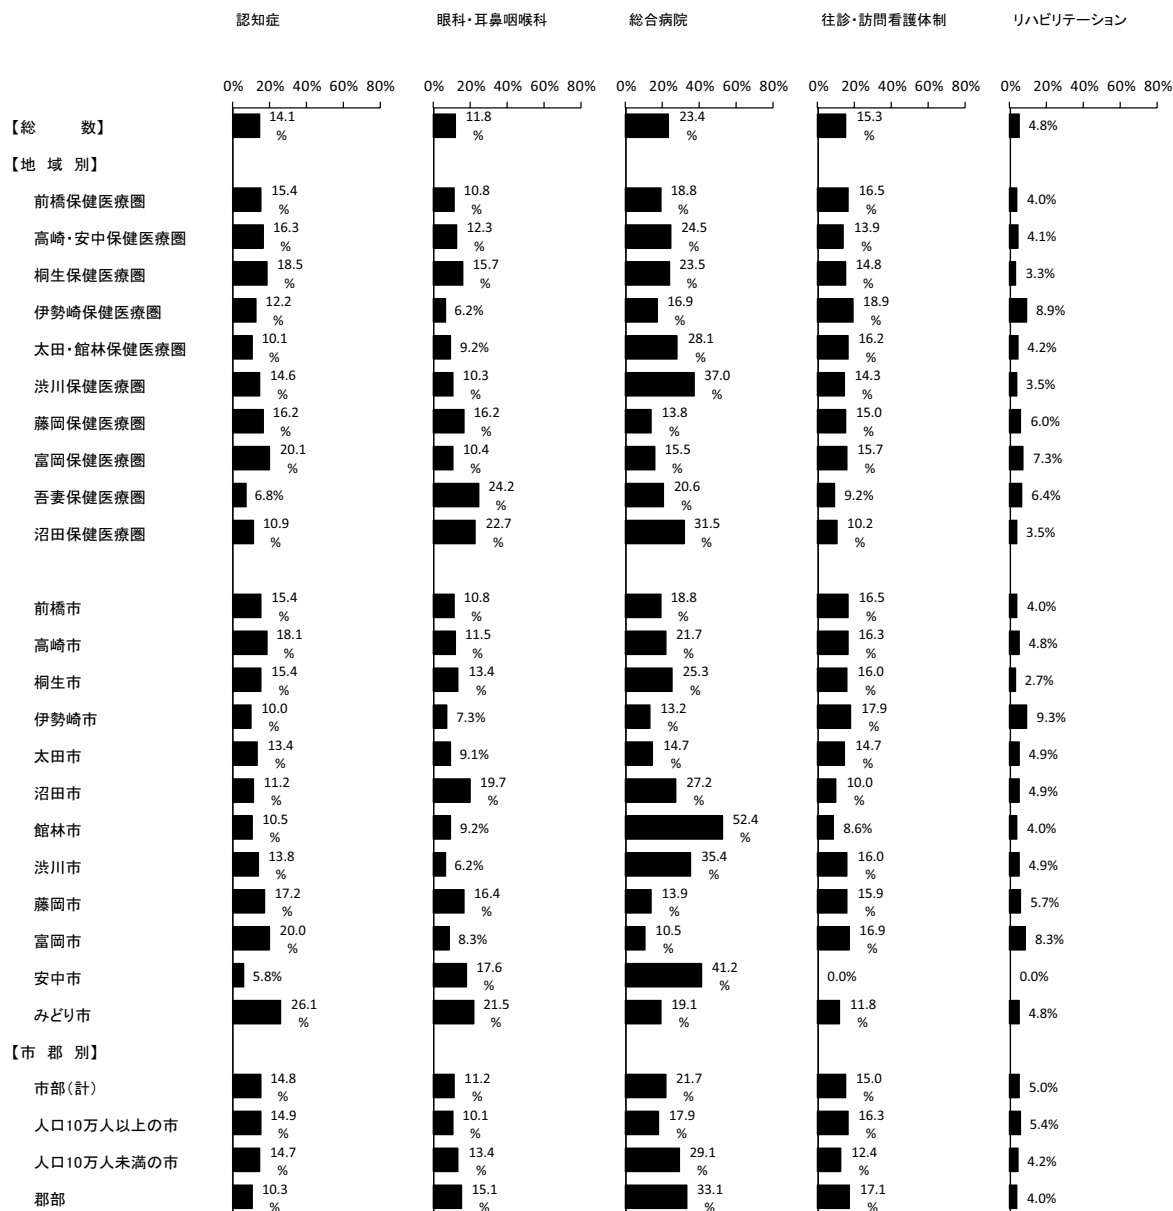 認知症 眼科・耳鼻咽喉科 総合病院 往診・訪問看護体制 リハビリテーション
0% 20% 40% 60% 80% 0% 20% 40% 60% 80% 0% 20% 40% 60% 80% 0% 20% 40% 60% 80% 0% 20% 40% 60% 80%
【総 数】 14.1% 11.8% 23.4% 15.3% 4.8%
【地 域 別】
前橋保健医療圏 15.4% 10.8% 18.8% 16.5% 4.0%
高崎・安中保健医療圏 16.3% 12.3% 24.5% 13.9% 4.1%
桐生保健医療圏 18.5% 15.7% 23.5% 14.8% 3.3%
伊勢崎保健医療圏 12.2% 6.2% 16.9% 18.9% 8.9%
太田・館林保健医療圏 10.1% 9.2% 28.1% 16.2% 4.2%
渋川保健医療圏 14.6% 10.3% 37.0% 14.3% 3.5%
藤岡保健医療圏 16.2% 16.2% 13.8% 15.0% 6.0%
富岡保健医療圏 20.1% 10.4% 15.5% 15.7% 7.3%
吾妻保健医療圏 6.8% 24.2% 20.6% 9.2% 6.4%
沼田保健医療圏 10.9% 22.7% 31.5% 10.2% 3.5%
前橋市 15.4% 10.8% 18.8% 16.5% 4.0%
高崎市 18.1% 11.5% 21.7% 16.3% 4.8%
桐生市 15.4% 13.4% 25.3% 16.0% 2.7%
伊勢崎市 10.0% 7.3% 13.2% 17.9% 9.3%
太田市 13.4% 9.1% 14.7% 14.7% 4.9%
沼田市 11.2% 19.7% 27.2% 10.0% 4.9%
館林市 10.5% 9.2% 52.4% 8.6% 4.0%
渋川市 13.8% 6.2% 35.4% 16.0% 4.9%
藤岡市 17.2% 16.4% 13.9% 15.9% 5.7%
富岡市 20.0% 8.3% 10.5% 16.9% 8.3%
安中市 5.8% 17.6% 41.2% 0.0% 0.0%
みどり市 26.1% 21.5% 19.1% 11.8% 4.8%
【市 郡 別】
市部(計) 14.8% 11.2% 21.7% 15.0% 5.0%
人口10万人以上の市 14.9% 10.1% 17.9% 16.3% 5.4%
人口10万人未満の市 14.7% 13.4% 29.1% 12.4% 4.2%
郡部 10.3% 15.1% 33.1% 17.1% 4.0%